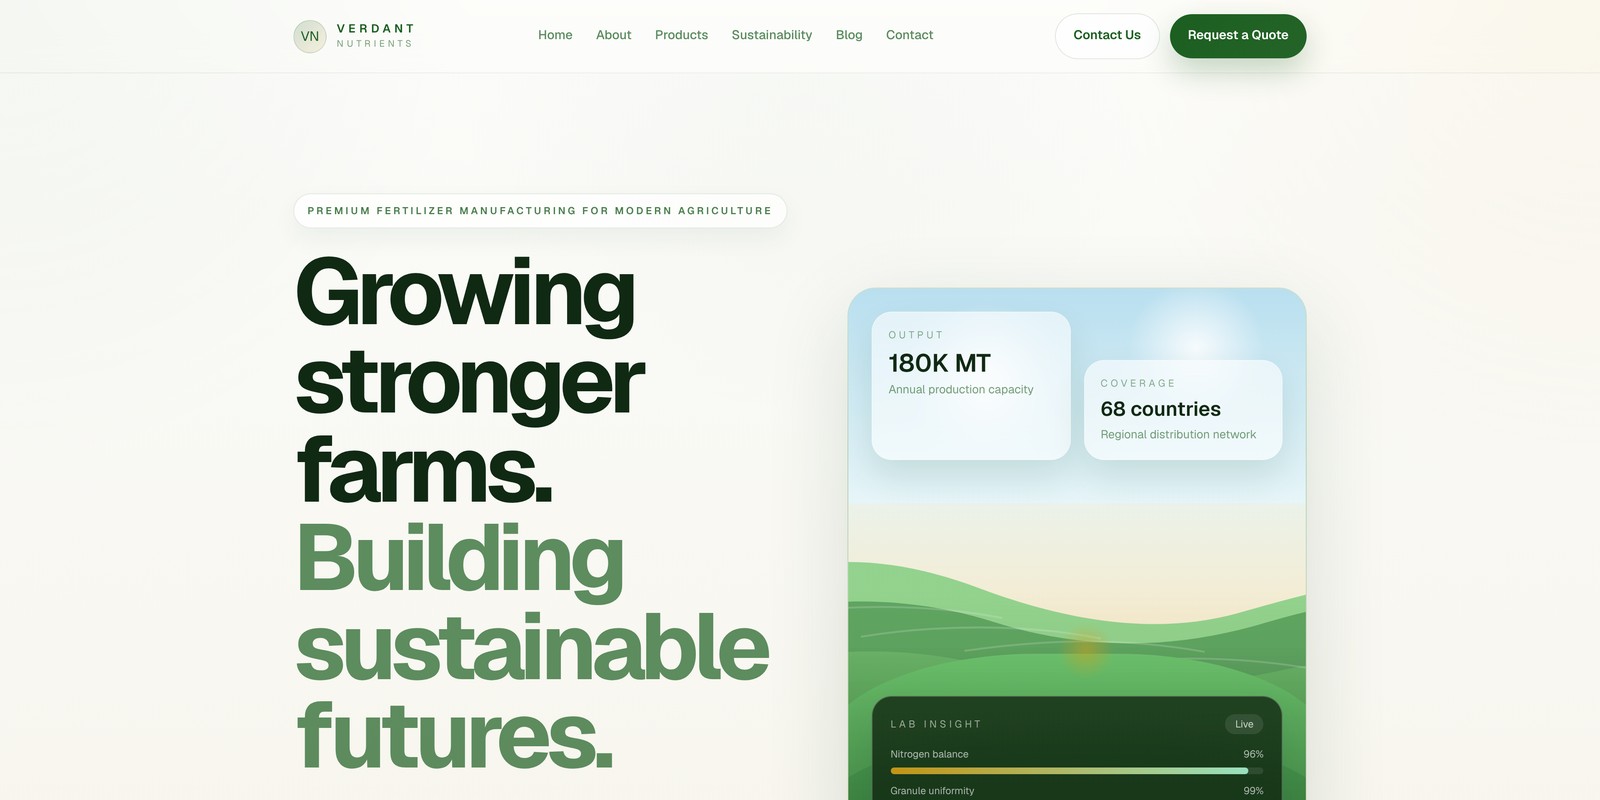 VN
VERDANT
NUTRIENTS
Home About Products Sustainability Blog Contact
Contact Us
Request a Quote
PREMIUM FERTILIZER MANUFACTURING FOR MODERN AGRICULTURE
Growing
stronger
farms.
Building
sustainable
futures.
OUTPUT
180K MT
Annual production capacity
COVERAGE
68 countries
Regional distribution network
LAB INSIGHT
Live
Nitrogen balance 96%
Granule uniformity 99%